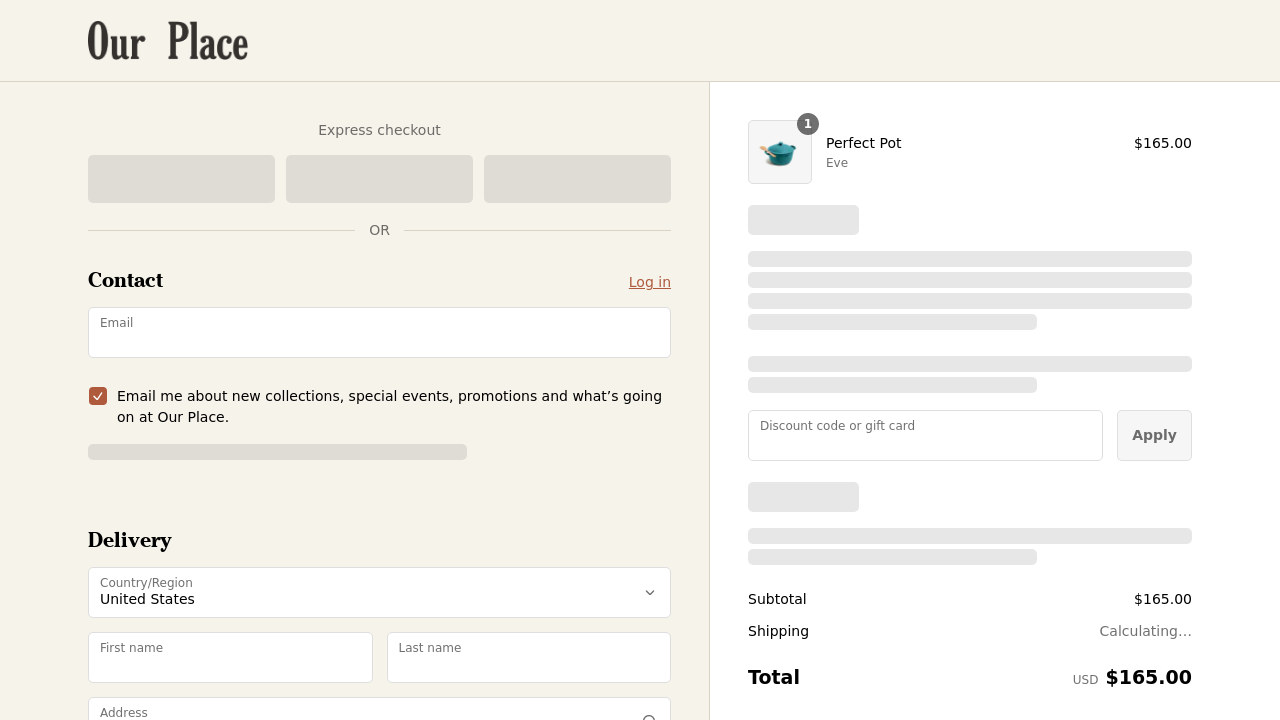 Our Place
Express checkout
OR
Contact
Log in
Email
Email me about new collections, special events, promotions and what’s going
on at Our Place.
Delivery
Country/Region
United States
First name
Last name
Address
1
Perfect Pot
$165.00
Eve
Discount code or gift card
Apply
Subtotal
$165.00
Shipping
Calculating...
Total
USD $165.00